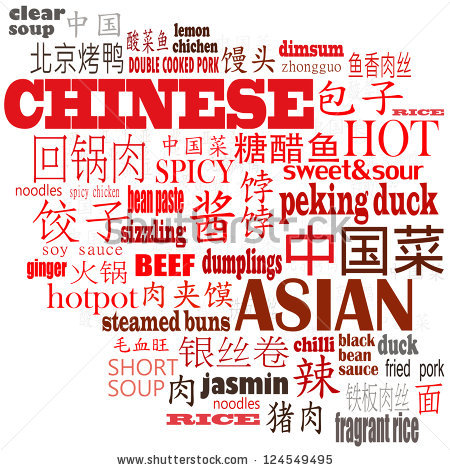 clear soup
中国
酸菜鱼
lemon chichen
北京烤鸭
DOUBLE COOKED PORK
馒头
dimsum
zhongguo
鱼香肉丝
CHINESE
包子
RICE
回锅肉
中国菜
SPICY
糖醋鱼
HOT
sweet&sour
noodles
spicy chicken
bean paste
饺子
酱
饽饽
peking duck
sizzling
soy sauce
中国菜
ginger
火锅
BEEF
dumplings
hotpot
肉夹馍
ASIAN
steamed buns
毛血旺
银丝卷
chilli
black bean sauce
duck
SHORT SOUP
肉
jasmin
辣
fried pork
noodles
RICE
猪肉
铁板肉丝
面
fragrant rice
shutterstock
www.shutterstock.com · 124549495